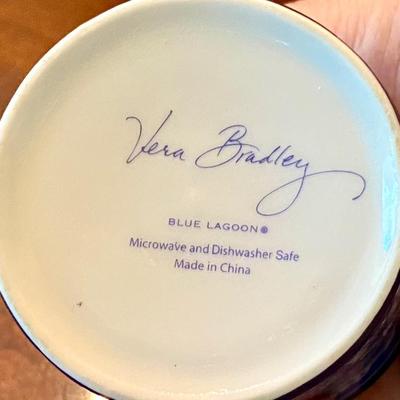 Vera Bradley
BLUE LAGOON®
Microwave and Dishwasher Safe
Made in China